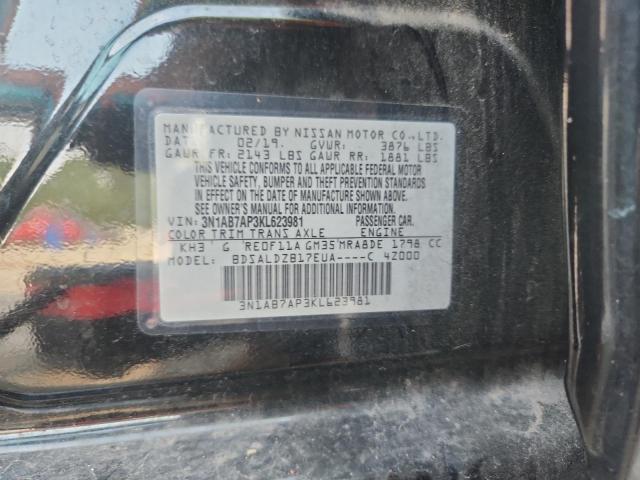 MANUFACTURED BY NISSAN MOTOR CO.,LTD.
DATE: 02/19. GVWR: 3876 LBS
GAWR FR: 2143 LBS GAWR RR: 1881 LBS
THIS VEHICLE CONFORMS TO ALL APPLICABLE FEDERAL MOTOR
VEHICLE SAFETY, BUMPER AND THEFT PREVENTION STANDARDS
IN EFFECT ON THE DATE OF MANUFACTURE SHOWN ABOVE.
SEE OWNER'S MANUAL FOR ADDITIONAL INFORMATION.
VIN: 3N1AB7AP3KL623981 PASSENGER CAR.
COLOR TRIM TRANS AXLE ENGINE
KH3 G RE0F11A GM35 MRA8DE 1798 CC
MODEL: BDSALDZB17EUA----C 4Z000
3N1AB7AP3KL623981